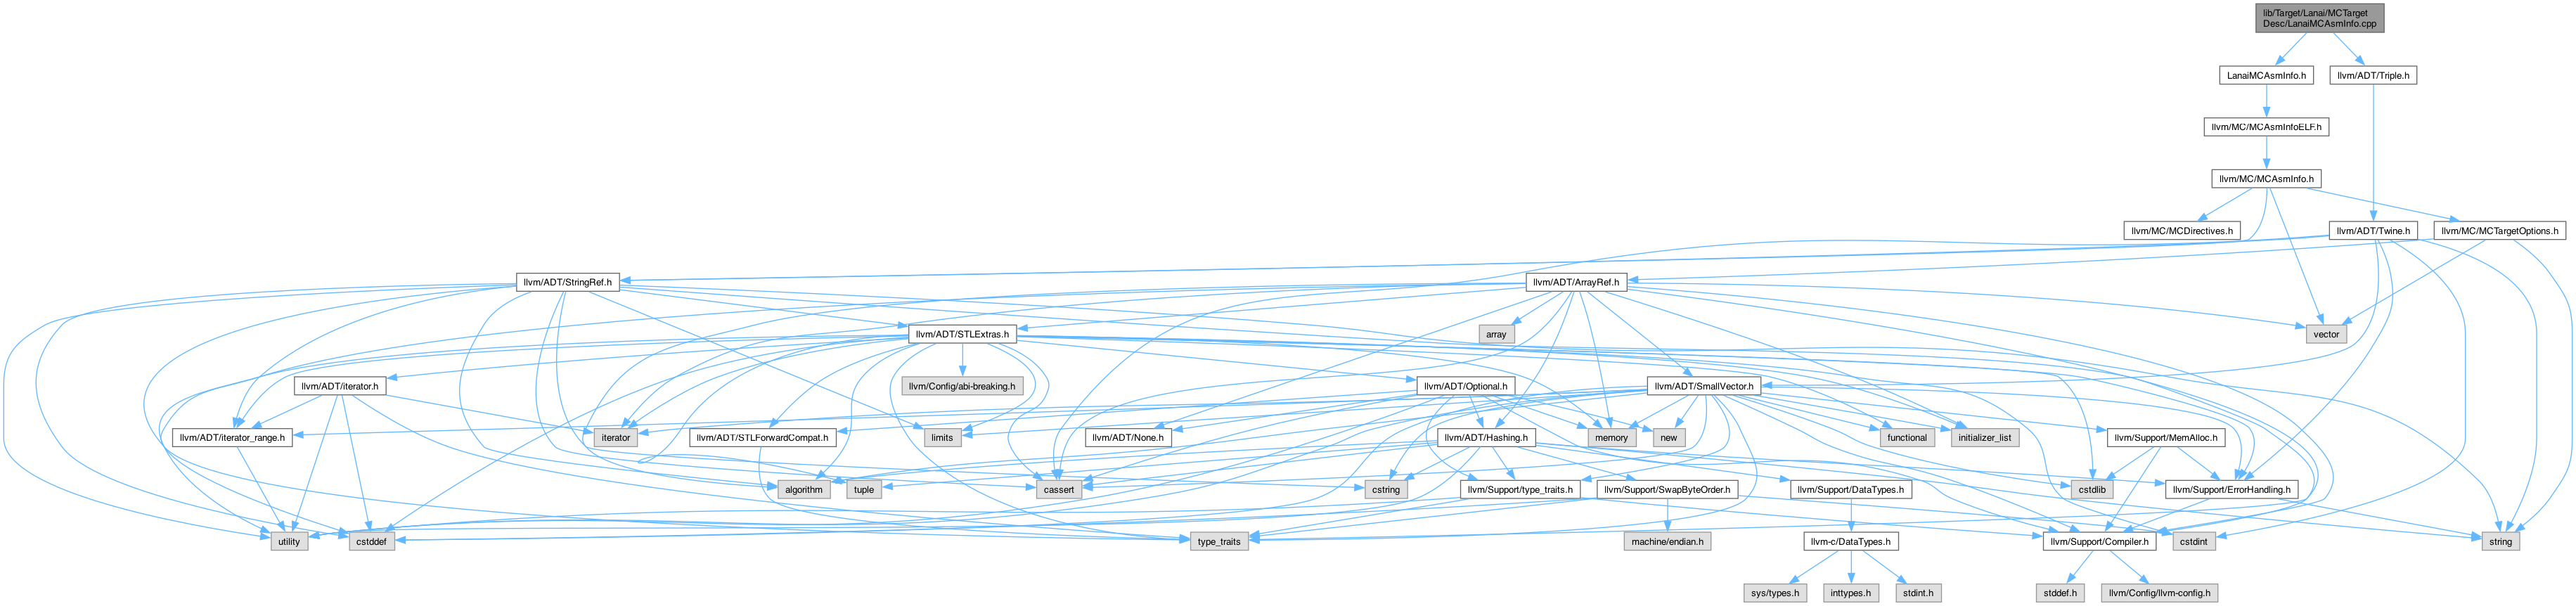 lib/Target/Lanai/MCTarget
Desc/LanaiMCAsmInfo.cpp
LanaiMCAsmInfo.h
llvm/ADT/Triple.h
llvm/MC/MCAsmInfoELF.h
llvm/MC/MCAsmInfo.h
llvm/MC/MCDirectives.h
llvm/ADT/Twine.h
llvm/MC/MCTargetOptions.h
llvm/ADT/StringRef.h
llvm/ADT/ArrayRef.h
llvm/ADT/STLExtras.h
array
vector
llvm/ADT/iterator.h
llvm/Config/abi-breaking.h
llvm/ADT/Optional.h
llvm/ADT/SmallVector.h
llvm/ADT/iterator_range.h
iterator
llvm/ADT/STLForwardCompat.h
limits
llvm/ADT/None.h
llvm/ADT/Hashing.h
memory
new
functional
initializer_list
llvm/Support/MemAlloc.h
algorithm
tuple
cassert
cstring
llvm/Support/type_traits.h
llvm/Support/SwapByteOrder.h
llvm/Support/DataTypes.h
cstdlib
llvm/Support/ErrorHandling.h
utility
cstddef
type_traits
machine/endian.h
llvm-c/DataTypes.h
llvm/Support/Compiler.h
cstdint
string
sys/types.h
inttypes.h
stdint.h
stddef.h
llvm/Config/llvm-config.h